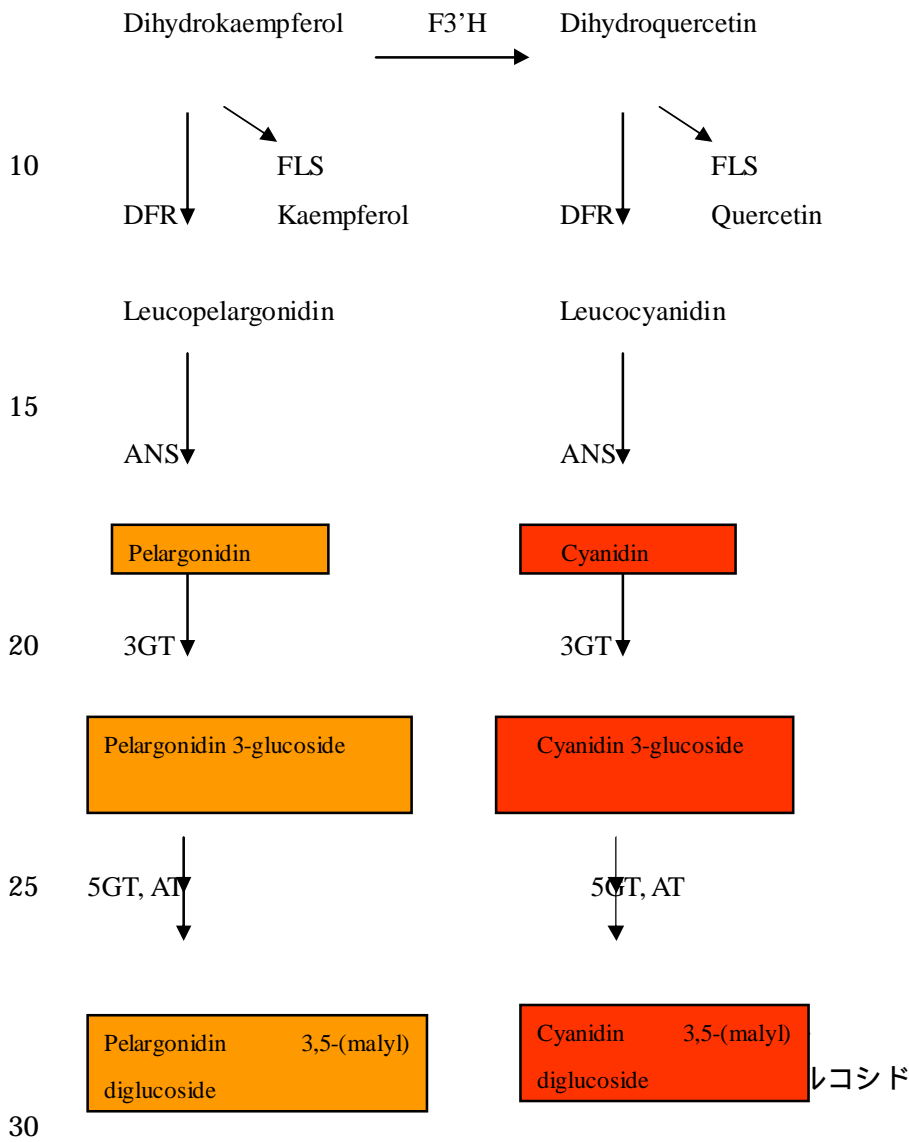 Dihydrokaempferol F3’H Dihydroquercetin
10 FLS FLS
DFR Kaempferol DFR Quercetin
Leucopelargonidin Leucocyanidin
15
ANS ANS
Pelargonidin Cyanidin
20 3GT 3GT
Pelargonidin 3-glucoside Cyanidin 3-glucoside
25 5GT, AT 5GT, AT
Pelargonidin 3,5-(malyl) Cyanidin 3,5-(malyl)
diglucoside diglucoside コシド
30